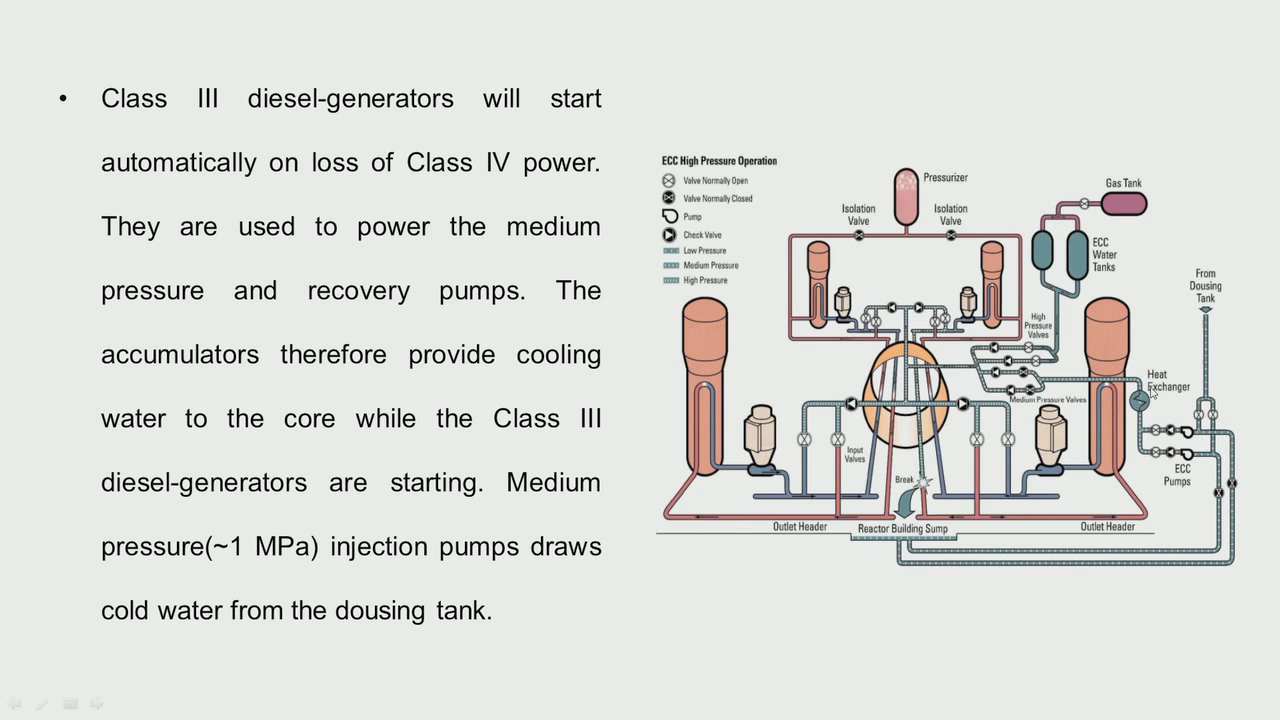 • Class III diesel-generators will start
automatically on loss of Class IV power.
They are used to power the medium
pressure and recovery pumps. The
accumulators therefore provide cooling
water to the core while the Class III
diesel-generators are starting. Medium
pressure(~1 MPa) injection pumps draws
cold water from the dousing tank.
ECC High Pressure Operation
Valve Normally Open
Valve Normally Closed
Pump
Check Valve
Low Pressure
Medium Pressure
High Pressure
Pressurizer
Isolation
Valve
Isolation
Valve
Gas Tank
ECC
Water
Tanks
From
Dousing
Tank
High
Pressure
Valves
Heat
Exchanger
Medium Pressure Valves
Input
Valves
Break
ECC
Pumps
Outlet Header
Reactor Building Sump
Outlet Header